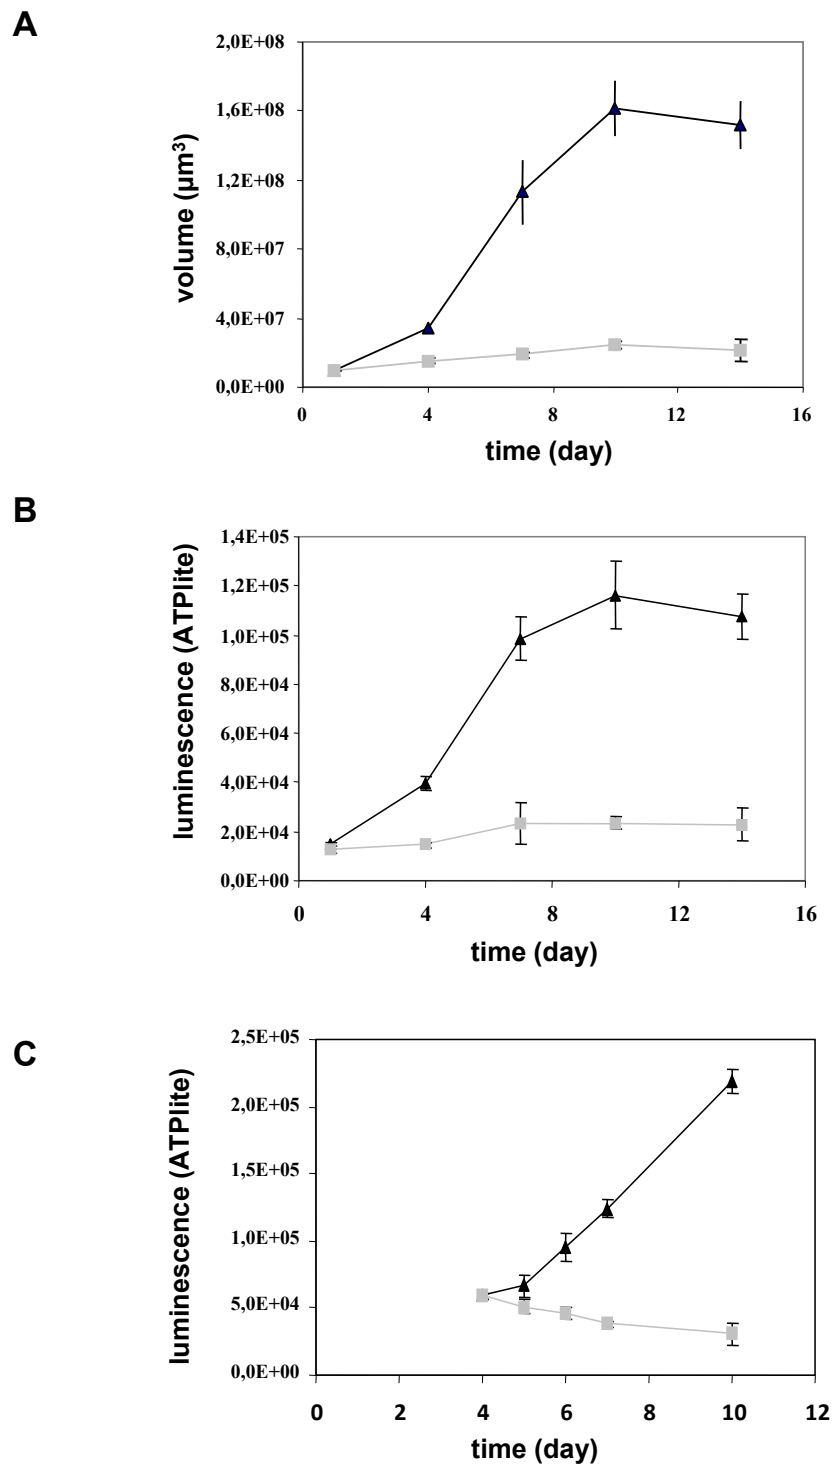 A
2,0E+08
1,6E+08
1,2E+08
8,0E+07
4,0E+07
0,0E+00
volume (µm³)
0 4 8 12 16
time (day)
B
1,4E+05
1,2E+05
1,0E+05
8,0E+04
6,0E+04
4,0E+04
2,0E+04
0,0E+00
luminescence (ATPlite)
0 4 8 12 16
time (day)
C
2,5E+05
2,0E+05
1,5E+05
1,0E+05
5,0E+04
0,0E+00
luminescence (ATPlite)
0 2 4 6 8 10 12
time (day)